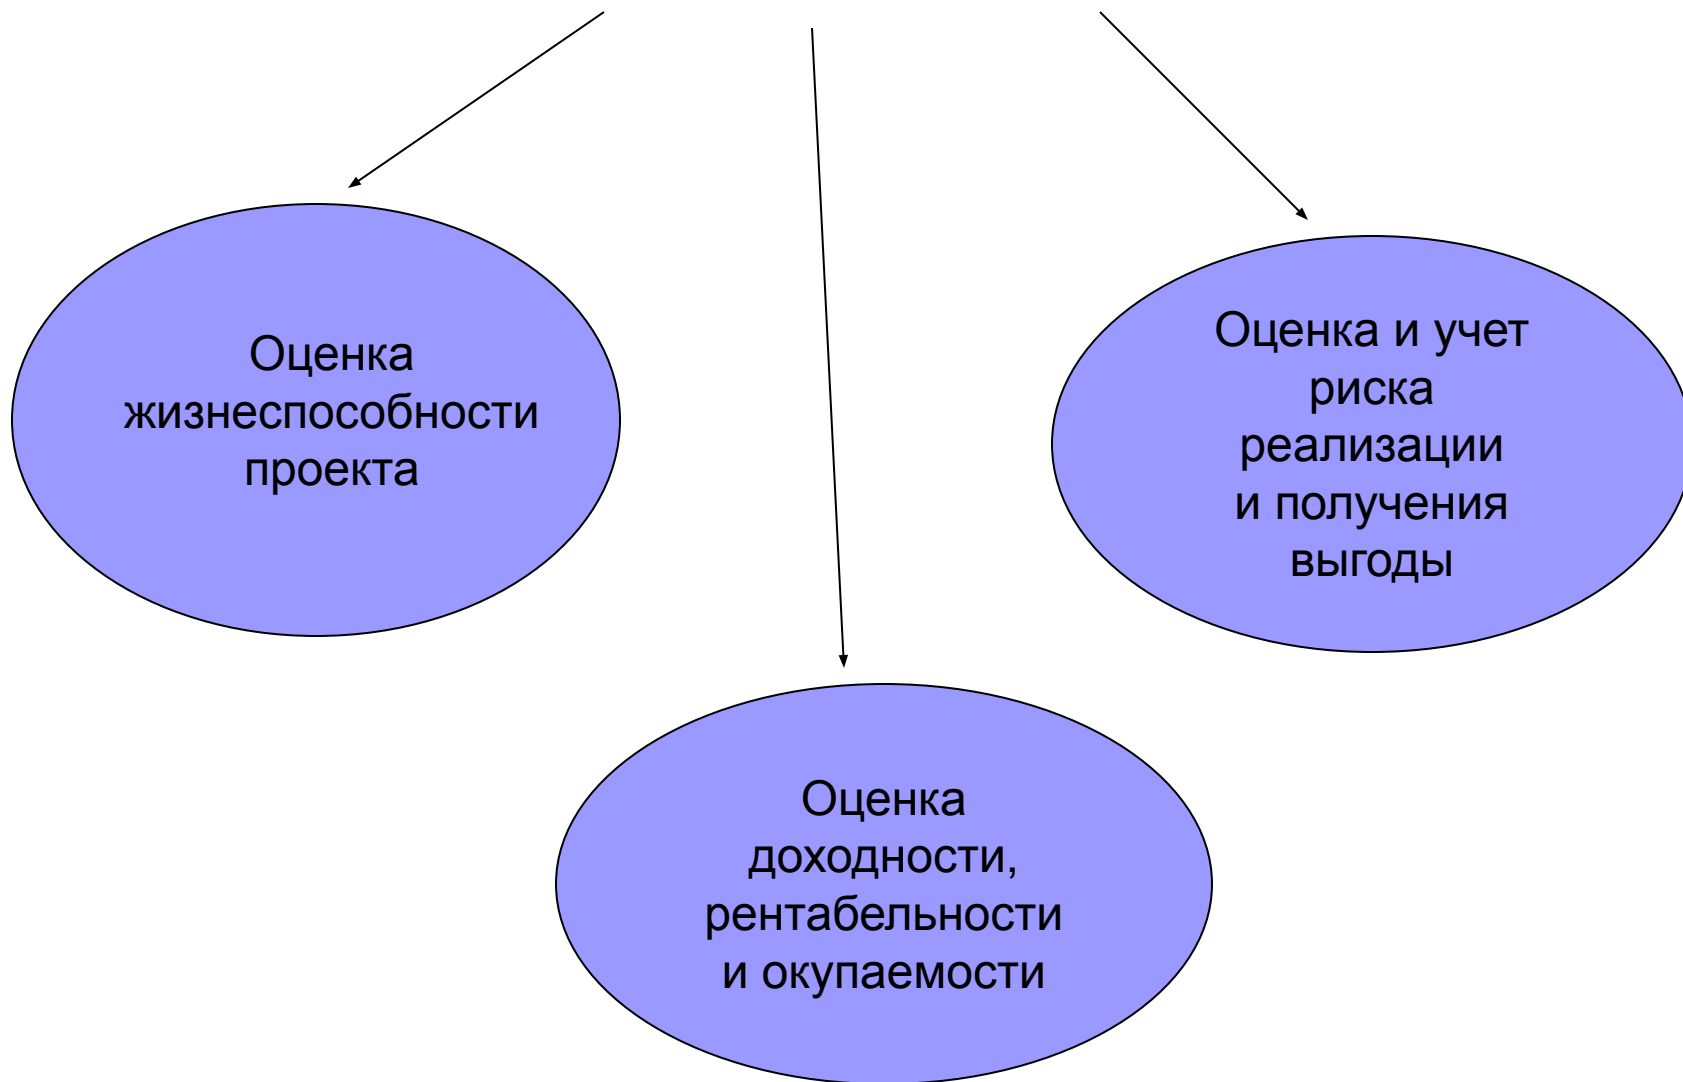 Оценка
жизнеспособности
проекта
Оценка и учет
риска
реализации
и получения
выгоды
Оценка
доходности,
рентабельности
и окупаемости